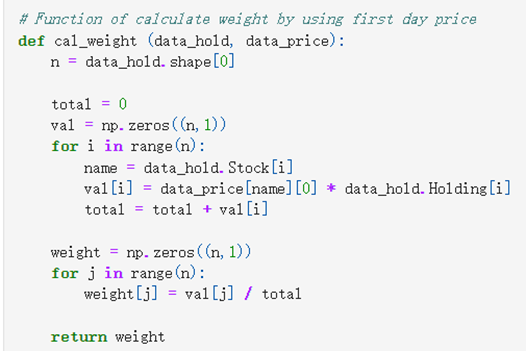 # Function of calculate weight by using first day price
def cal_weight (data_hold, data_price):
    n = data_hold.shape[0]

    total = 0
    val = np.zeros((n,1))
    for i in range(n):
        name = data_hold.Stock[i]
        val[i] = data_price[name][0] * data_hold.Holding[i]
        total = total + val[i]

    weight = np.zeros((n,1))
    for j in range(n):
        weight[j] = val[j] / total

    return weight